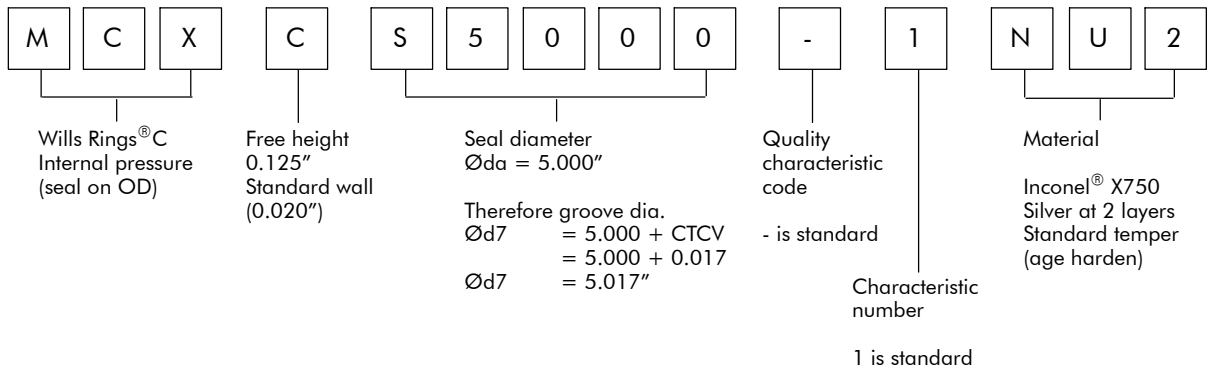 M C X C S 5 0 0 0 - 1 N U 2
Wills Rings®C
Internal pressure
(seal on OD)
Free height
0.125″
Standard wall
(0.020″)
Seal diameter
Øda = 5.000″
Therefore groove dia.
Ød7 = 5.000 + CTCV
= 5.000 + 0.017
Ød7 = 5.017″
Quality
characteristic
code
- is standard
Characteristic
number
1 is standard
Material
Inconel® X750
Silver at 2 layers
Standard temper
(age harden)